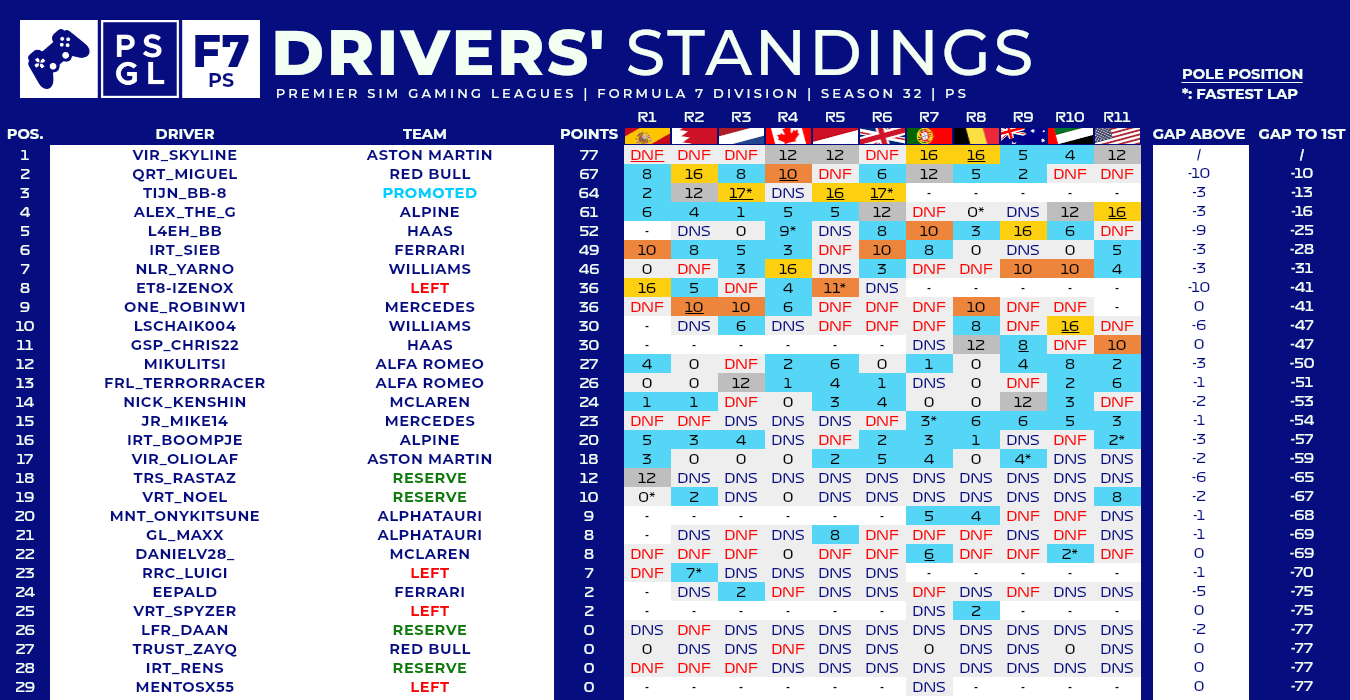 PS GL F7 PS DRIVERS' STANDINGS
PREMIER SIM GAMING LEAGUES | FORMULA 7 DIVISION | SEASON 32 | PS
POLE POSITION
*: FASTEST LAP
R1 R2 R3 R4 R5 R6 R7 R8 R9 R10 R11
POS. DRIVER TEAM POINTS GAP ABOVE GAP TO 1ST
1 VIR_SKYLINE ASTON MARTIN 77 DNF DNF DNF 12 12 DNF 16 16 5 4 12 / /
2 QRT_MIGUEL RED BULL 67 8 16 8 10 DNF 6 12 5 2 DNF DNF -10 -10
3 TIJN_BB-8 PROMOTED 64 2 12 17* DNS 16 17* - - - - - -3 -13
4 ALEX_THE_G ALPINE 61 6 4 1 5 5 12 DNF 0* DNS 12 16 -3 -16
5 L4EH_BB HAAS 52 - DNS 0 9* DNS 8 10 3 16 6 DNF -9 -25
6 IRT_SIEB FERRARI 49 10 8 5 3 DNF 10 8 0 DNS 0 5 -3 -28
7 NLR_YARNO WILLIAMS 46 0 DNF 3 16 DNS 3 DNF DNF 10 10 4 -3 -31
8 ET8-IZENOX LEFT 36 16 5 DNF 4 11* DNS - - - - - -10 -41
9 ONE_ROBINW1 MERCEDES 36 DNF 10 10 6 DNF DNF DNF 10 DNF DNF - 0 -41
10 LSCHAIK004 WILLIAMS 30 - DNS 6 DNS DNF DNF DNF 8 DNF 16 DNF -6 -47
11 GSP_CHRIS22 HAAS 30 - - - - - - DNS 12 8 DNF 10 0 -47
12 MIKULITSI ALFA ROMEO 27 4 0 DNF 2 6 0 1 0 4 8 2 -3 -50
13 FRL_TERRORRACER ALFA ROMEO 26 0 0 12 1 4 1 DNS 0 DNF 2 6 -1 -51
14 NICK_KENSHIN MCLAREN 24 1 1 DNF 0 3 4 0 0 12 3 DNF -2 -53
15 JR_MIKE14 MERCEDES 23 DNF DNF DNS DNS DNS DNF 3* 6 6 5 3 -1 -54
16 IRT_BOOMPJE ALPINE 20 5 3 4 DNS DNF 2 3 1 DNS DNF 2* -3 -57
17 VIR_OLIOLAF ASTON MARTIN 18 3 0 0 0 2 5 4 0 4* DNS DNS -2 -59
18 TRS_RASTAZ RESERVE 12 12 DNS DNS DNS DNS DNS DNS DNS DNS DNS DNS -6 -65
19 VRT_NOEL RESERVE 10 0* 2 DNS 0 DNS DNS DNS DNS DNS DNS 8 -2 -67
20 MNT_ONYKITSUNE ALPHATAURI 9 - - - - - - 5 4 DNF DNF DNS -1 -68
21 GL_MAXX ALPHATAURI 8 - DNS DNF DNS 8 DNF DNF DNF DNS DNF DNS -1 -69
22 DANIELV28_ MCLAREN 8 DNF DNF DNF 0 DNF DNF 6 DNF DNF 2* DNF 0 -69
23 RRC_LUIGI LEFT 7 DNF 7* DNS DNS DNS DNS - - - - - -1 -70
24 EEPALD FERRARI 2 - DNS 2 DNF DNS DNS DNF DNS DNF DNS DNS -5 -75
25 VRT_SPYZER LEFT 2 - - - - - - DNS 2 - - - 0 -75
26 LFR_DAAN RESERVE 0 DNS DNF DNS DNS DNS DNS DNS DNS DNS DNS DNS -2 -77
27 TRUST_ZAYQ RED BULL 0 0 DNS DNS DNF DNS DNS 0 DNS DNS 0 DNS 0 -77
28 IRT_RENS RESERVE 0 DNF DNF DNF DNS DNS DNS DNS DNS DNS DNS DNS 0 -77
29 MENTOSX55 LEFT 0 - - - - - - DNS - - - - 0 -77